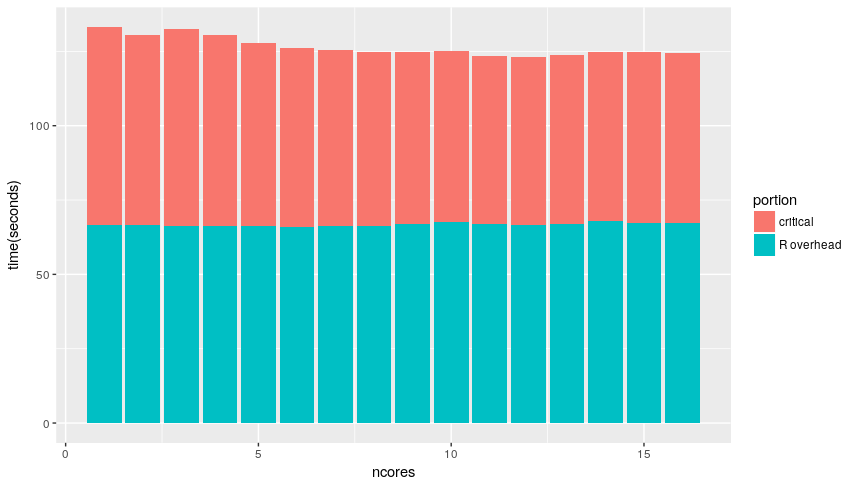 100
50
0
0
5
10
15
ncores
time(seconds)
portion
critical
R overhead